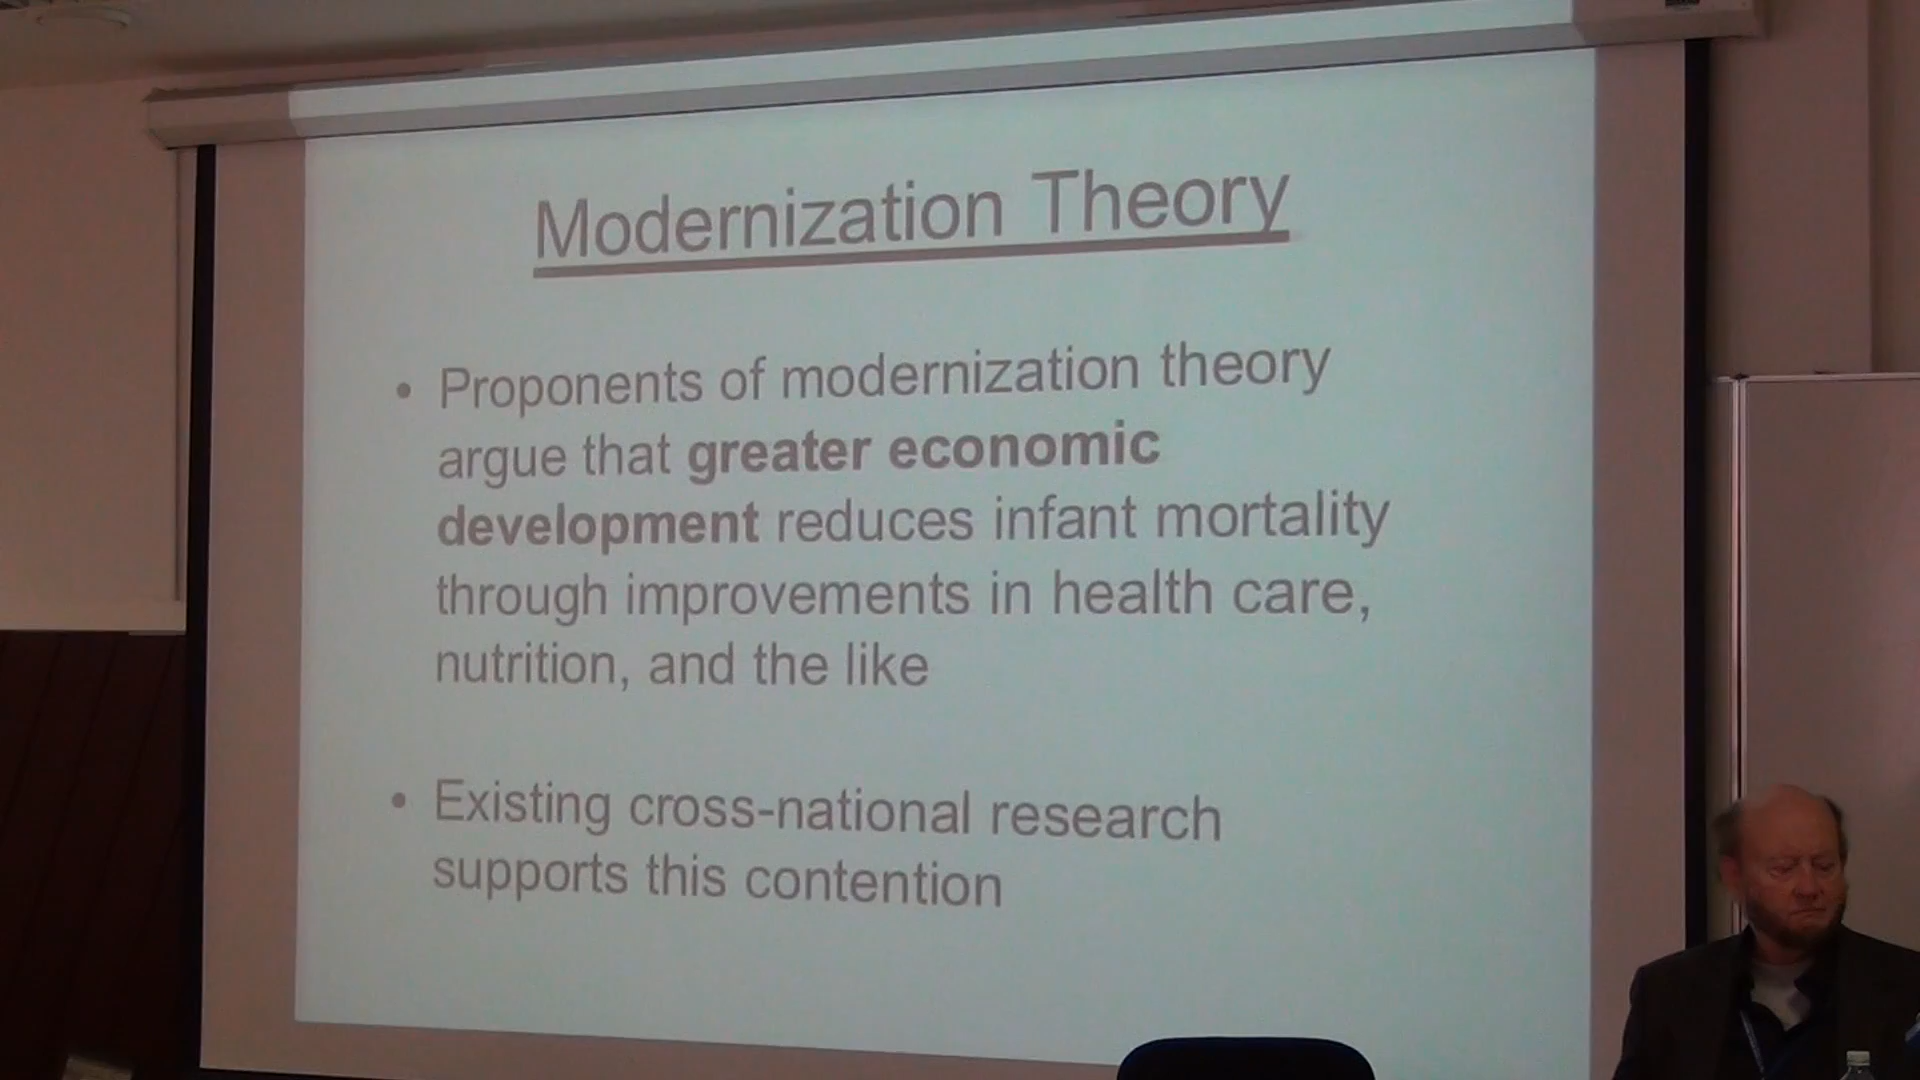 Modernization Theory
• Proponents of modernization theory
argue that greater economic
development reduces infant mortality
through improvements in health care,
nutrition, and the like
• Existing cross-national research
supports this contention